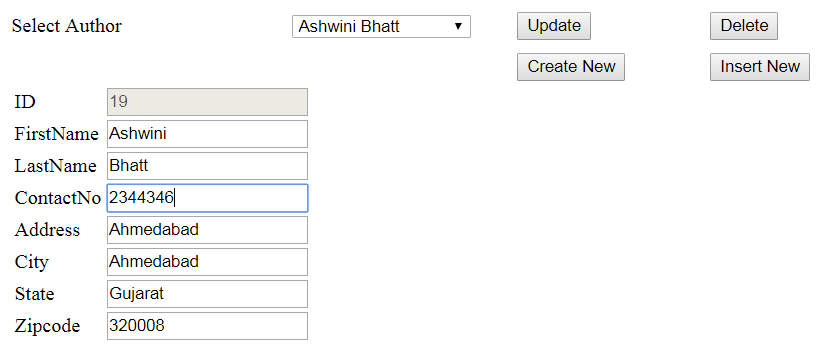 Select Author Ashwini Bhatt Update Delete
Create New Insert New
ID 19
FirstName Ashwini
LastName Bhatt
ContactNo 2344346
Address Ahmedabad
City Ahmedabad
State Gujarat
Zipcode 320008